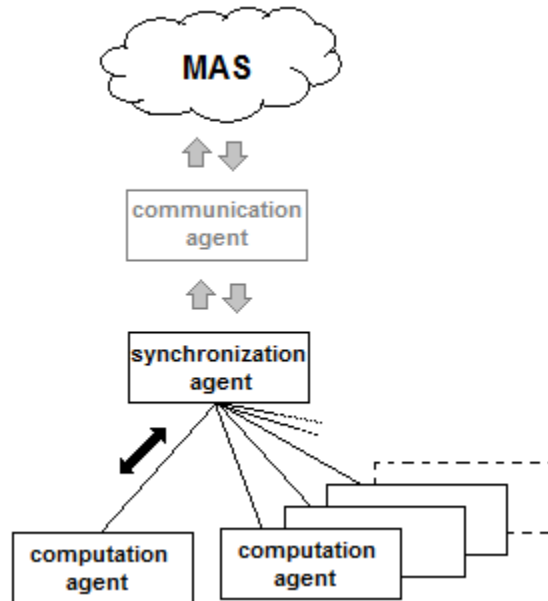 MAS
communication
agent
synchronization
agent
computation
agent
computation
agent